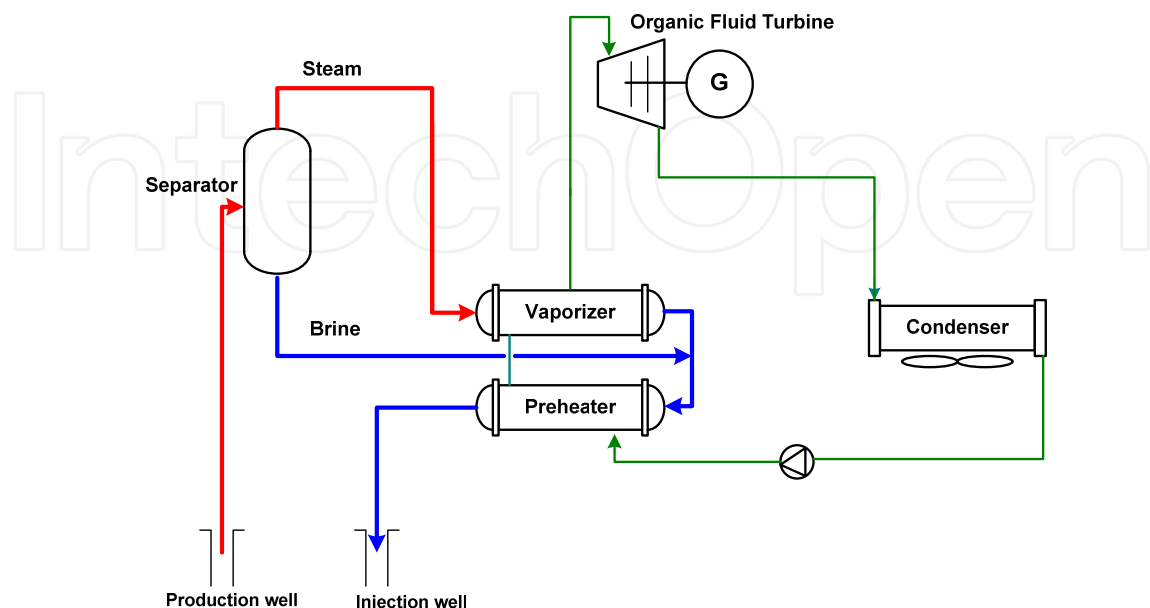 Organic Fluid Turbine
Steam
G
Separator
IntechOpen
Vaporizer
Brine
Condenser
Preheater
Production well
Injection well